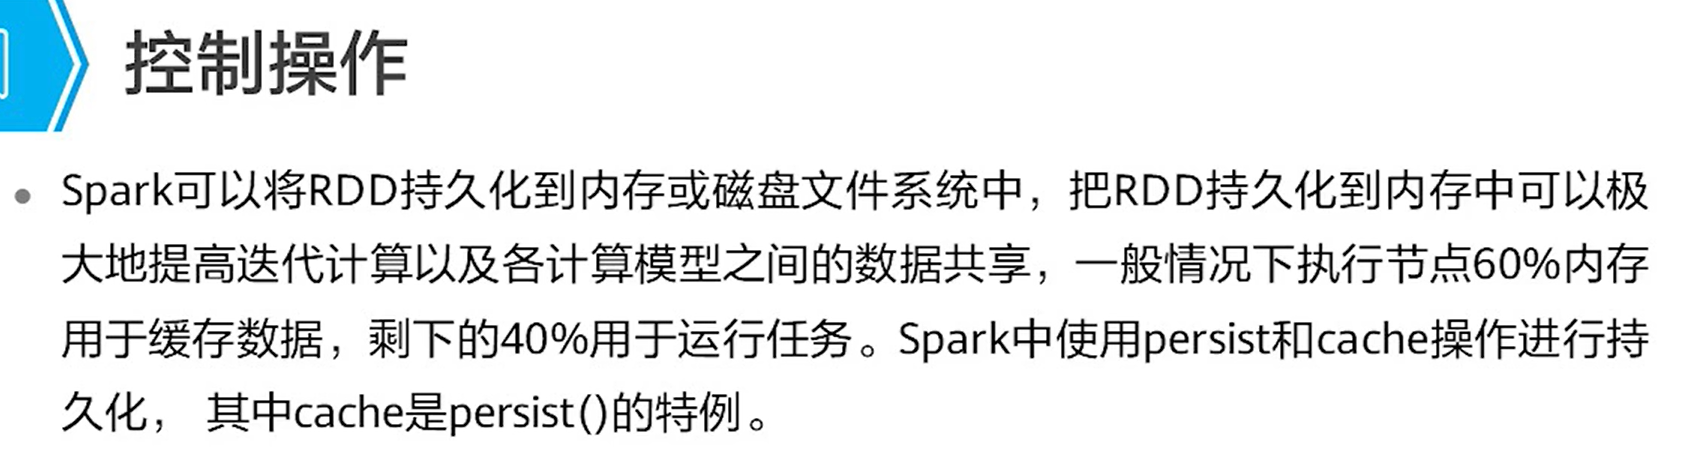 控制操作
Spark可以将RDD持久化到内存或磁盘文件系统中，把RDD持久化到内存中可以极
大地提高迭代计算以及各计算模型之间的数据共享，一般情况下执行节点60%内存
用于缓存数据，剩下的40%用于运行任务。Spark中使用persist和cache操作进行持
久化， 其中cache是persist()的特例。